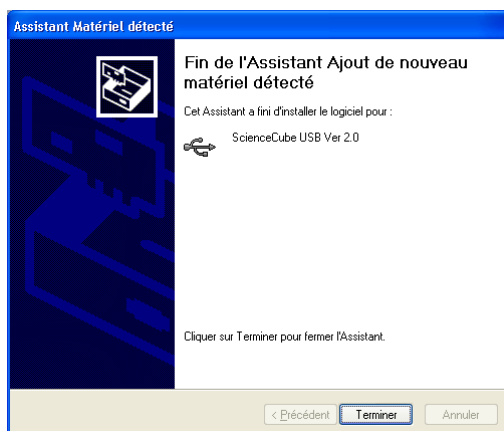 Assistant Matériel détecté
Fin de l'Assistant Ajout de nouveau
matériel détecté
Cet Assistant a fini d'installer le logiciel pour :
ScienceCube USB Ver 2.0
Cliquer sur Terminer pour fermer l'Assistant.
< Précédent
Terminer
Annuler